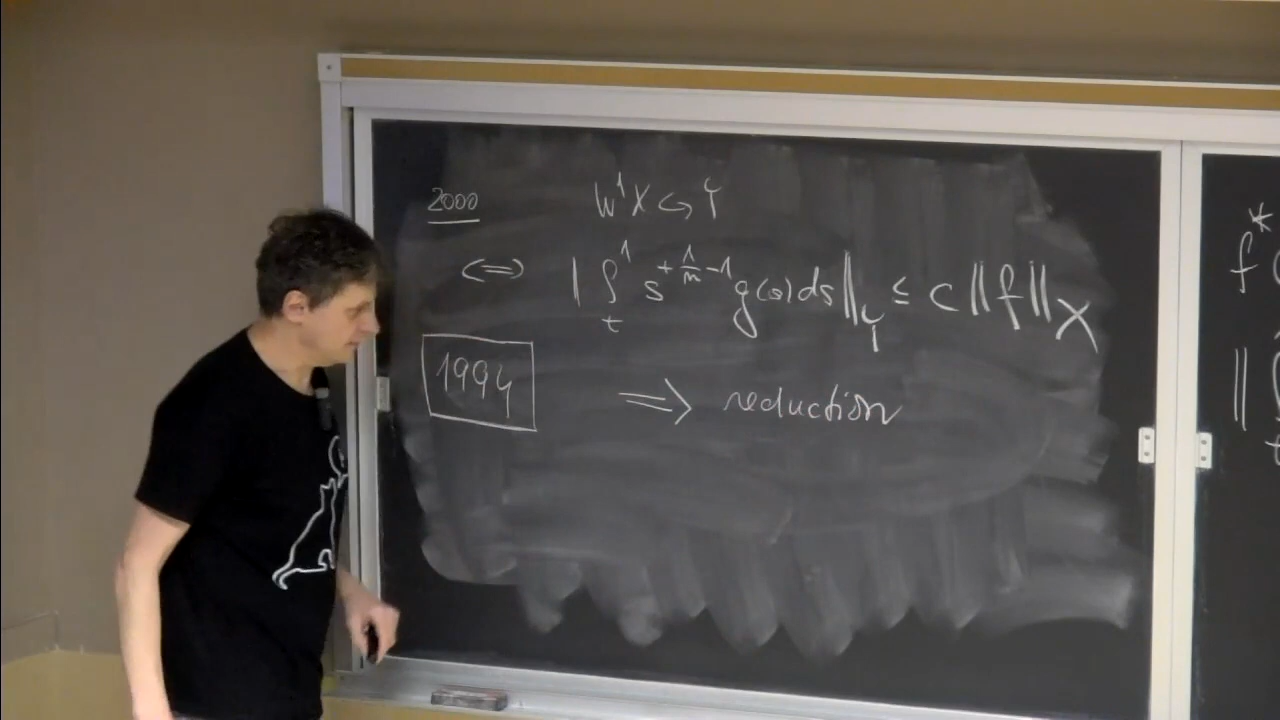 2000 W¹X ↪ Y
⇔ | ∫ₜ¹ s^{+1/n −1} g(s)ds ‖_Y ≤ C ‖f‖_X
1994 ⇒ reduction
f*
‖